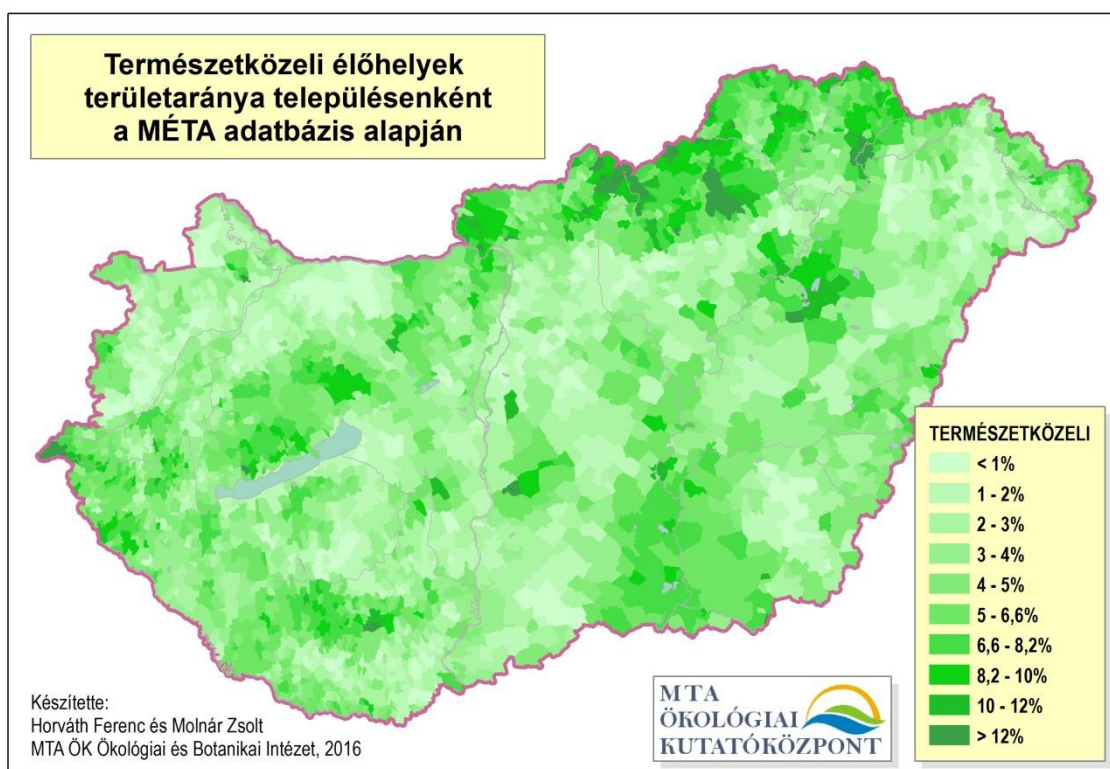 Természetközeli élőhelyek
területaránya településenként
a MÉTA adatbázis alapján
TERMÉSZETKÖZELI
< 1%
1 - 2%
2 - 3%
3 - 4%
4 - 5%
5 - 6,6%
6,6 - 8,2%
8,2 - 10%
10 - 12%
> 12%
Készítette:
Horváth Ferenc és Molnár Zsolt
MTA ÖK Ökológiai és Botanikai Intézet, 2016
MTA
ÖKOLÓGIAI
KUTATÓKÖZPONT